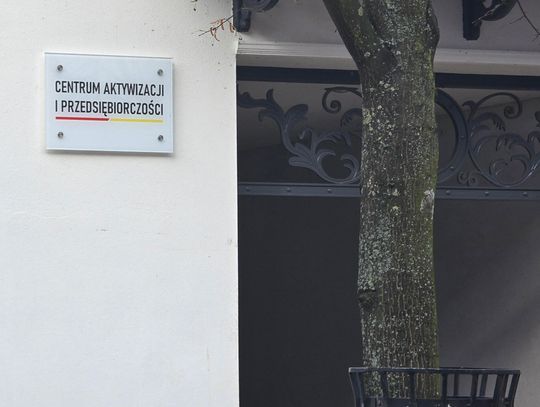 CENTRUM AKTYWIZACJI
I PRZEDSIĘBIORCZOŚCI